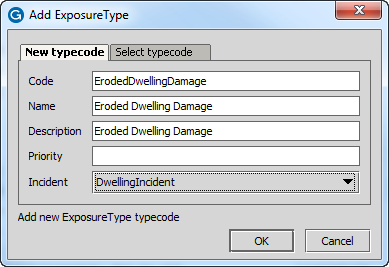 G Add ExposureType
New typecode Select typecode
Code ErodedDwellingDamage
Name Eroded Dwelling Damage
Description Eroded Dwelling Damage
Priority
Incident DwellingIncident
Add new ExposureType typecode
OK Cancel